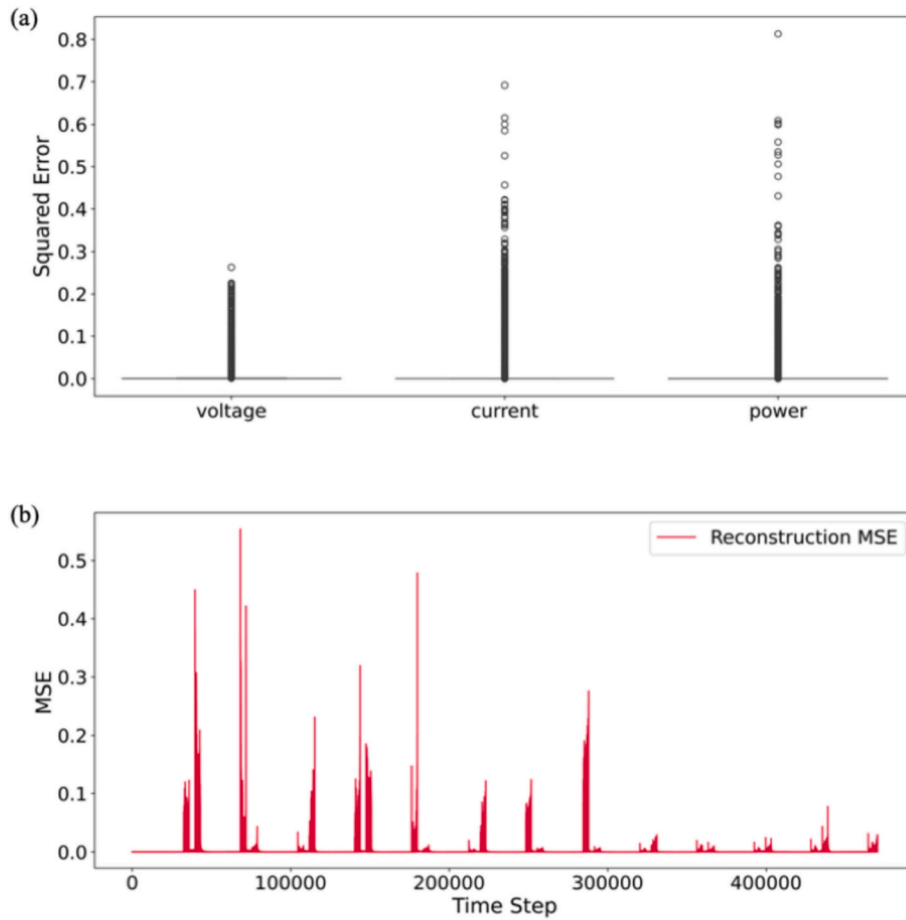 (a)
0.8
0.7
0.6
0.5
0.4
0.3
0.2
0.1
0.0
Squared Error
voltage current power
(b)
Reconstruction MSE
0.5
0.4
0.3
0.2
0.1
0.0
MSE
0 100000 200000 300000 400000
Time Step